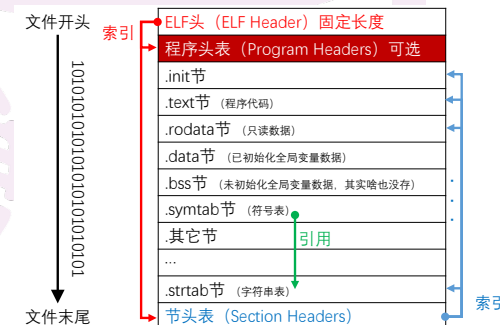 文件开头
索引
ELF头（ELF Header）固定长度
程序头表（Program Headers）可选
.init节
.text节（程序代码）
.rodata节（只读数据）
.data节（已初始化全局变量数据）
.bss节（未初始化全局变量数据，其实啥也没存）
.symtab节（符号表）
.其它节
引用
...
.strtab节（字符串表）
节头表（Section Headers）
101010101010101010101010101
文件末尾
索引